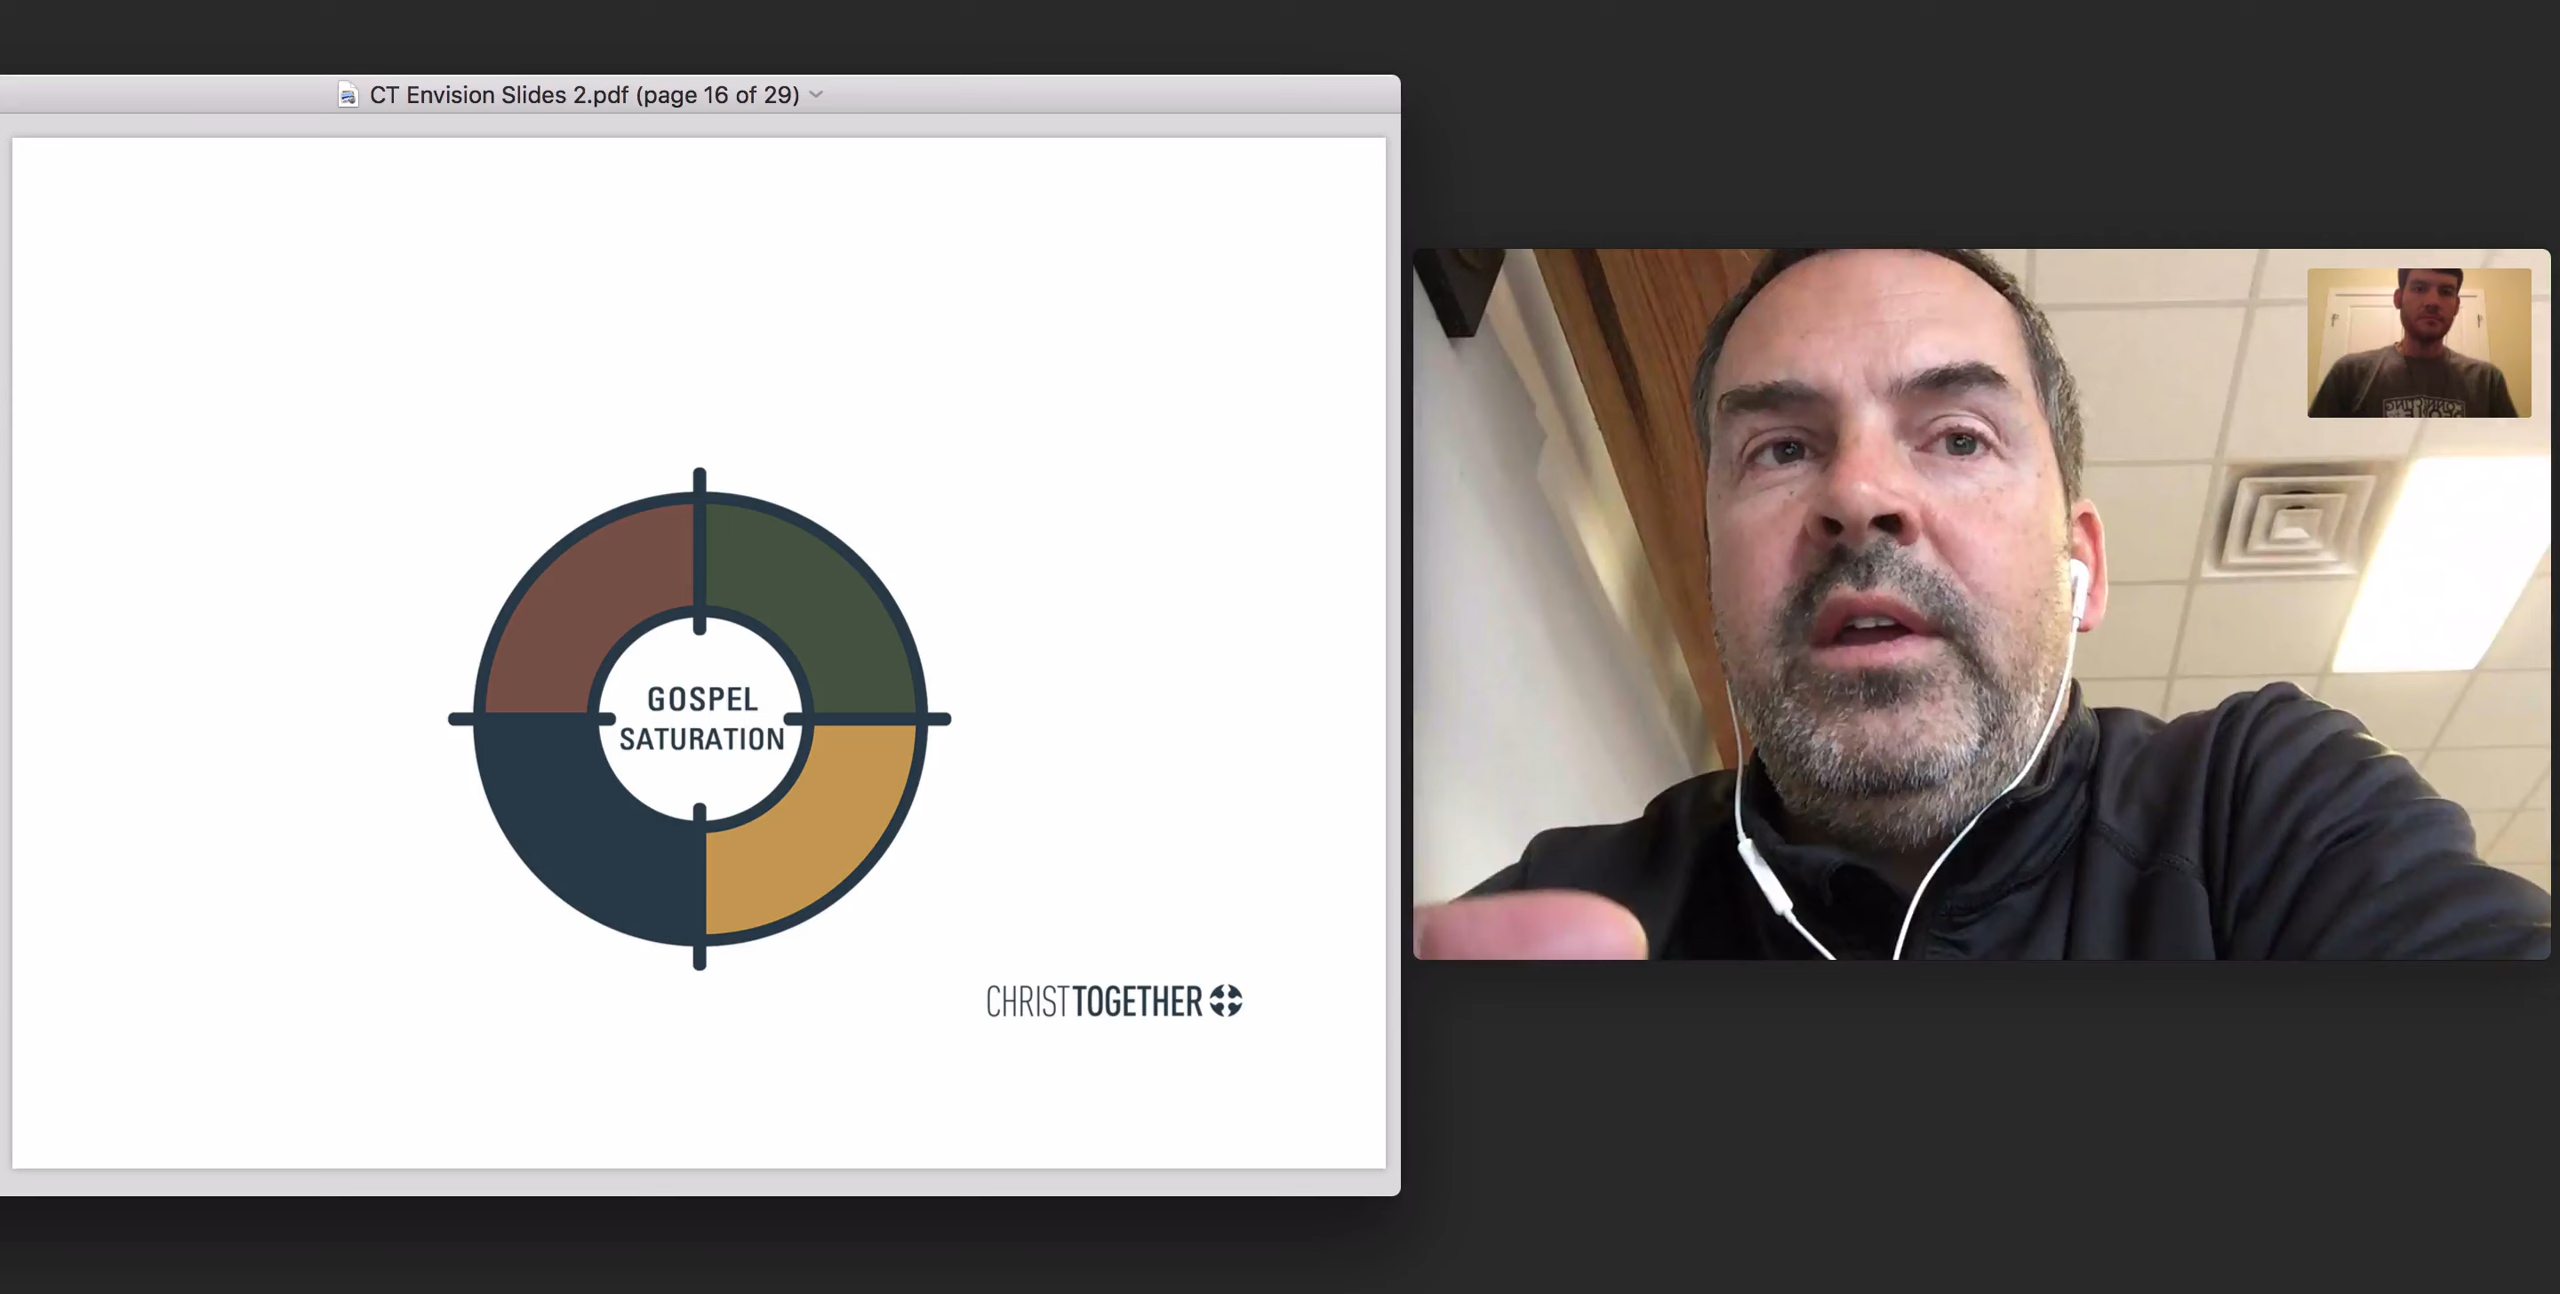 CT Envision Slides 2.pdf (page 16 of 29)
GOSPEL
SATURATION
CHRISTTOGETHER